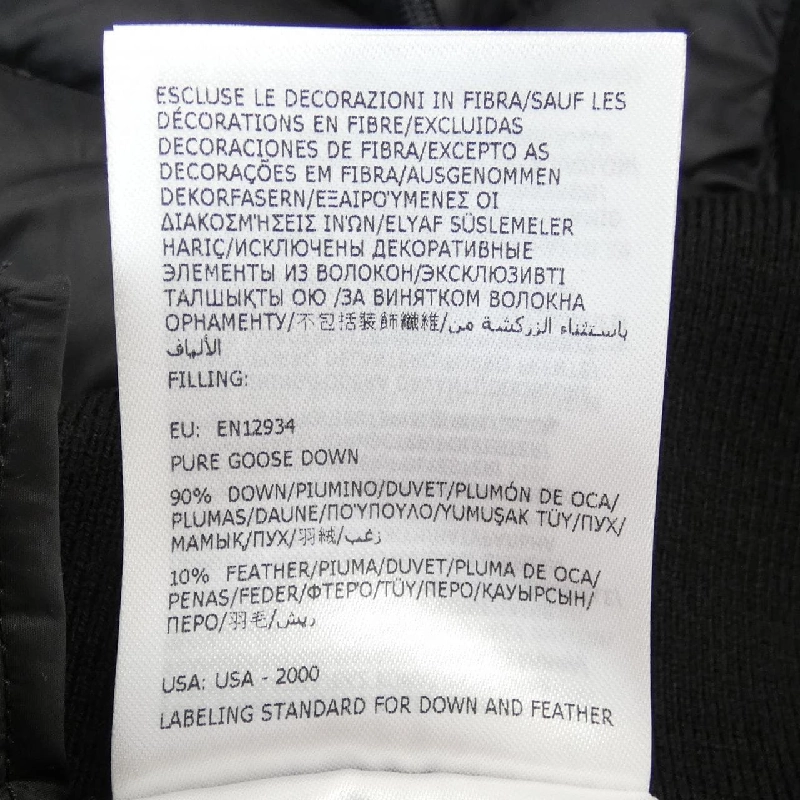 ESCLUSE LE DECORAZIONI IN FIBRA/SAUF LES
DÉCORATIONS EN FIBRE/EXCLUIDAS
DECORACIONES DE FIBRA/EXCEPTO AS
DECORAÇÕES EM FIBRA/AUSGENOMMEN
DEKORFASERN/ΕΞΑΙΡΟΎΜΕΝΕΣ ΟΙ
ΔΙΑΚΟΣΜΉΣΕΙΣ ΙΝΏΝ/ELYAF SÜSLEMELER
HARIÇ/ИСКЛЮЧЕНЫ ДЕКОРАТИВНЫЕ
ЭЛЕМЕНТЫ ИЗ ВОЛОКОН/ЭКСКЛЮЗИВТІ
ТАЛШЫҚТЫ ОЮ /ЗА ВИНЯТКОМ ВОЛОКНА
ОРНАМЕНТУ/不包括裝飾纖維/باستثناء الزركشة من
الألياف
FILLING:
EU: EN12934
PURE GOOSE DOWN
90% DOWN/PIUMINO/DUVET/PLUMÓN DE OCA/
PLUMAS/DAUNE/ΠΟΎΠΟΥΛΟ/YUMUŞAK TÜY/ПУХ/
МАМЫҚ/ПУХ/羽絨/زغب
10% FEATHER/PIUMA/DUVET/PLUMA DE OCA/
PENAS/FEDER/ΦΤΕΡΌ/TÜY/ПЕРО/ҚАУЫРСЫН/
ПЕРО/羽毛/ريش
USA: USA - 2000
LABELING STANDARD FOR DOWN AND FEATHER